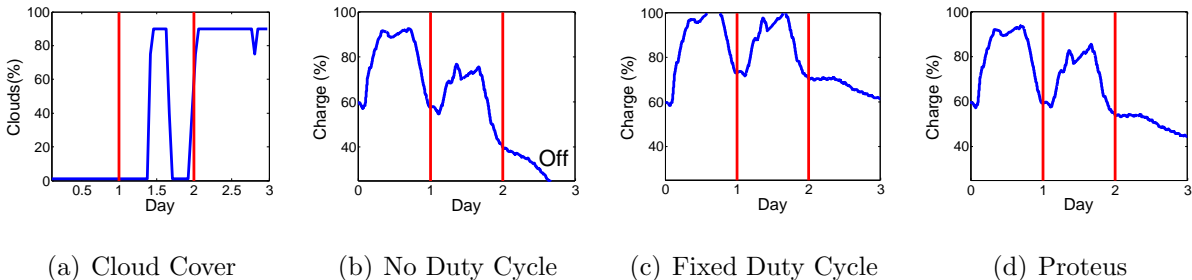 100
80
60
40
20
0
0.5 1 1.5 2 2.5 3
Clouds(%)
Day
(a) Cloud Cover
100
80
60
40
0 1 2 3
Charge (%)
Day
Off
(b) No Duty Cycle
100
80
60
40
0 1 2 3
Charge (%)
Day
(c) Fixed Duty Cycle
100
80
60
40
0 1 2 3
Charge (%)
Day
(d) Proteus